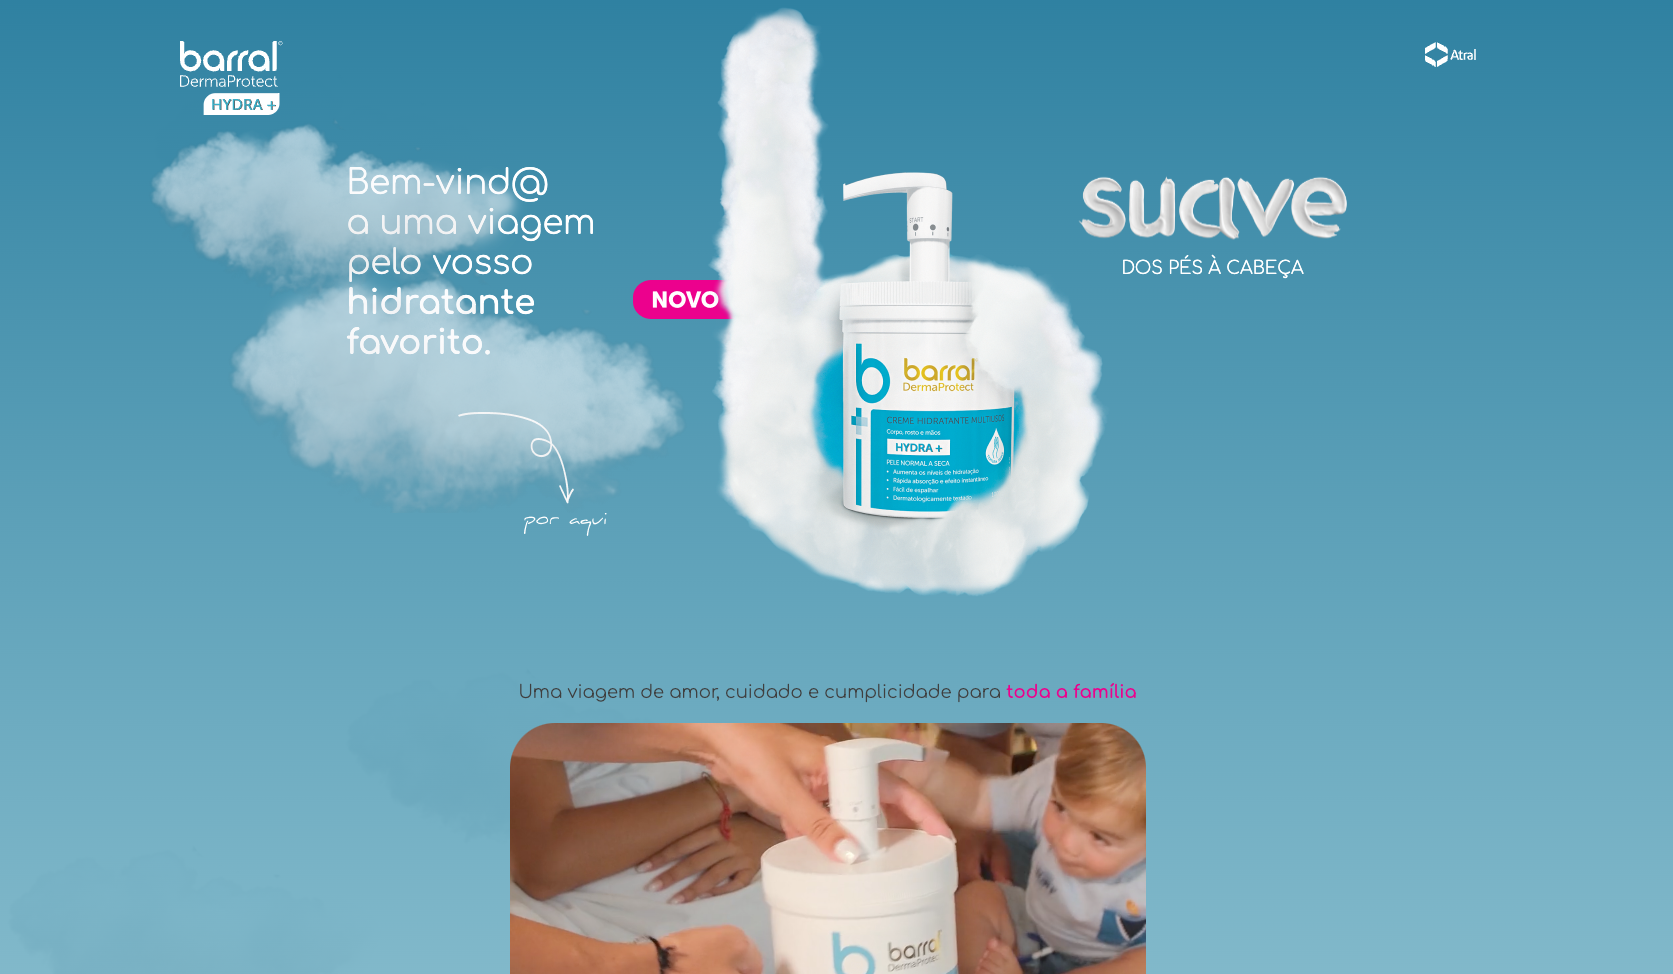 barral
DermaProtect
HYDRA +
Atral
Bem-vind@
a uma viagem
pelo vosso
hidratante
favorito.
por aqui
NOVO
START
b
barral
DermaProtect
CREME HIDRATANTE MULTIUSOS
Corpo, rosto e mãos
HYDRA +
PELE NORMAL A SECA
• Aumenta os níveis de hidratação
• Rápida absorção e efeito instantâneo
• Fácil de espalhar
• Dermatologicamente testado
suave
DOS PÉS À CABEÇA
Uma viagem de amor, cuidado e cumplicidade para toda a família
b
barral
DermaProtect